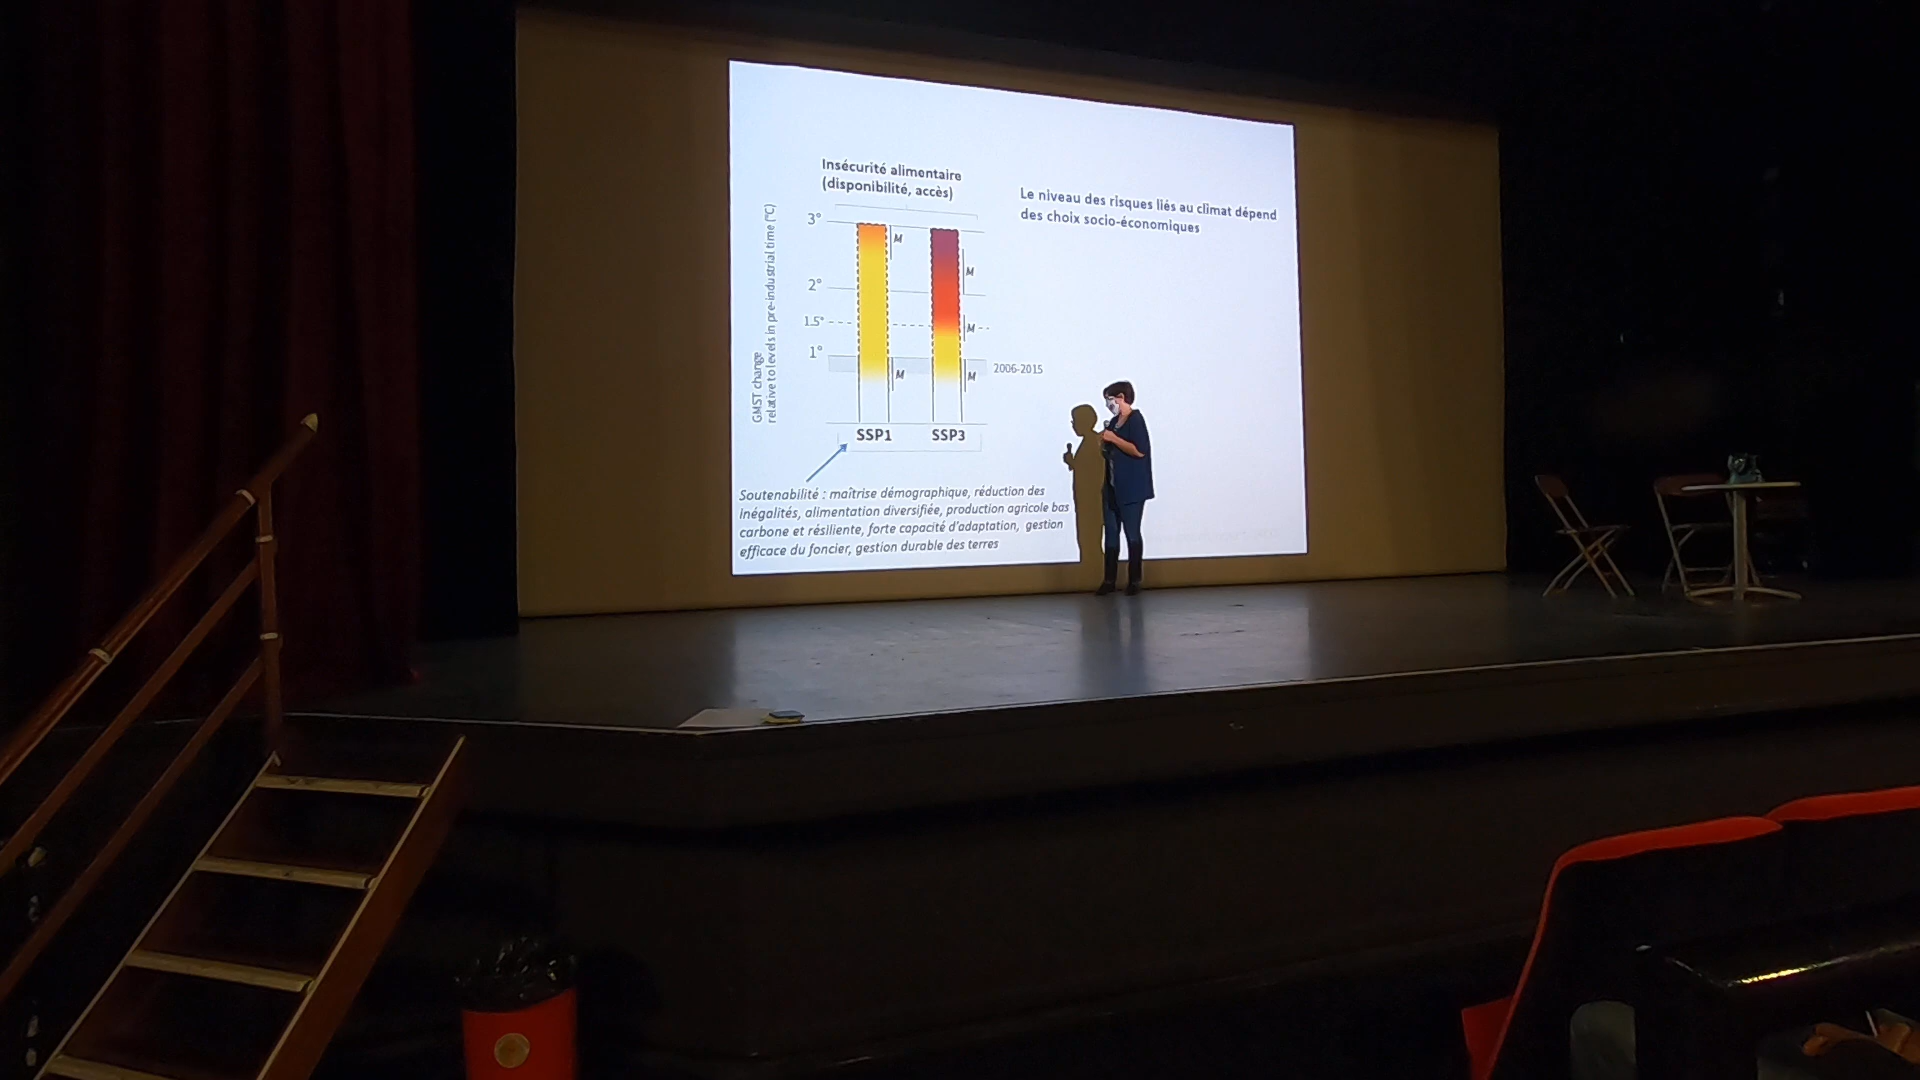 Insécurité alimentaire
(disponibilité, accès)
Le niveau des risques liés au climat dépend
des choix socio-économiques
GMST change
relative to levels in pre-industrial time (°C)
3°
2°
1.5°
1°
M
M
M
M
M
2006-2015
SSP1
SSP3
Soutenabilité : maîtrise démographique, réduction des
inégalités, alimentation diversifiée, production agricole bas
carbone et résiliente, forte capacité d'adaptation, gestion
efficace du foncier, gestion durable des terres